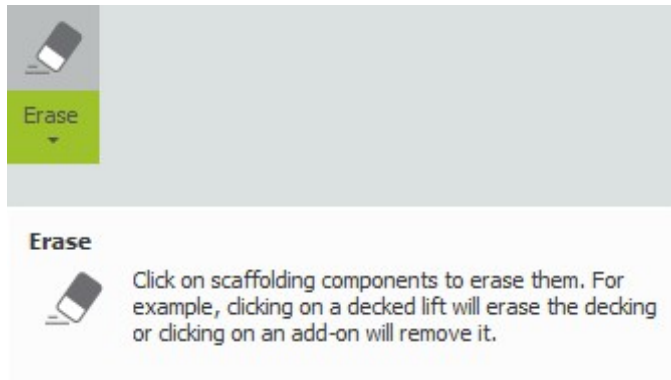 Erase
Erase
Click on scaffolding components to erase them. For
example, clicking on a decked lift will erase the decking
or clicking on an add-on will remove it.